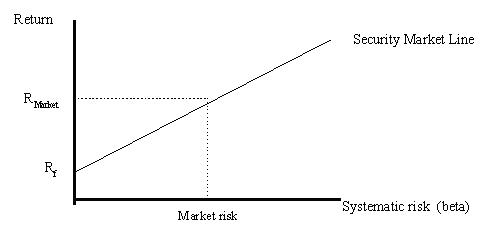 Return
Security Market Line
RMarket
Rf
Systematic risk (beta)
Market risk